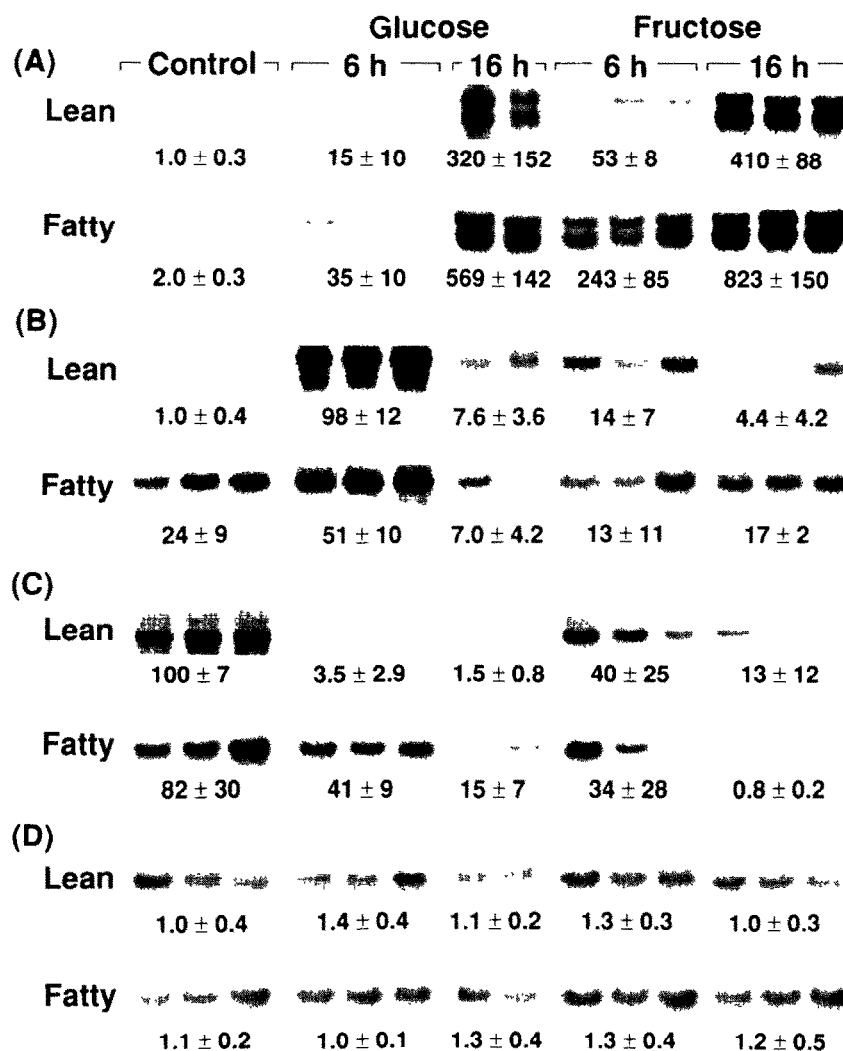 Glucose Fructose
(A) Control 6 h 16 h 6 h 16 h
Lean
1.0 ± 0.3 15 ± 10 320 ± 152 53 ± 8 410 ± 88
Fatty
2.0 ± 0.3 35 ± 10 569 ± 142 243 ± 85 823 ± 150
(B)
Lean
1.0 ± 0.4 98 ± 12 7.6 ± 3.6 14 ± 7 4.4 ± 4.2
Fatty
24 ± 9 51 ± 10 7.0 ± 4.2 13 ± 11 17 ± 2
(C)
Lean
100 ± 7 3.5 ± 2.9 1.5 ± 0.8 40 ± 25 13 ± 12
Fatty
82 ± 30 41 ± 9 15 ± 7 34 ± 28 0.8 ± 0.2
(D)
Lean
1.0 ± 0.4 1.4 ± 0.4 1.1 ± 0.2 1.3 ± 0.3 1.0 ± 0.3
Fatty
1.1 ± 0.2 1.0 ± 0.1 1.3 ± 0.4 1.3 ± 0.4 1.2 ± 0.5